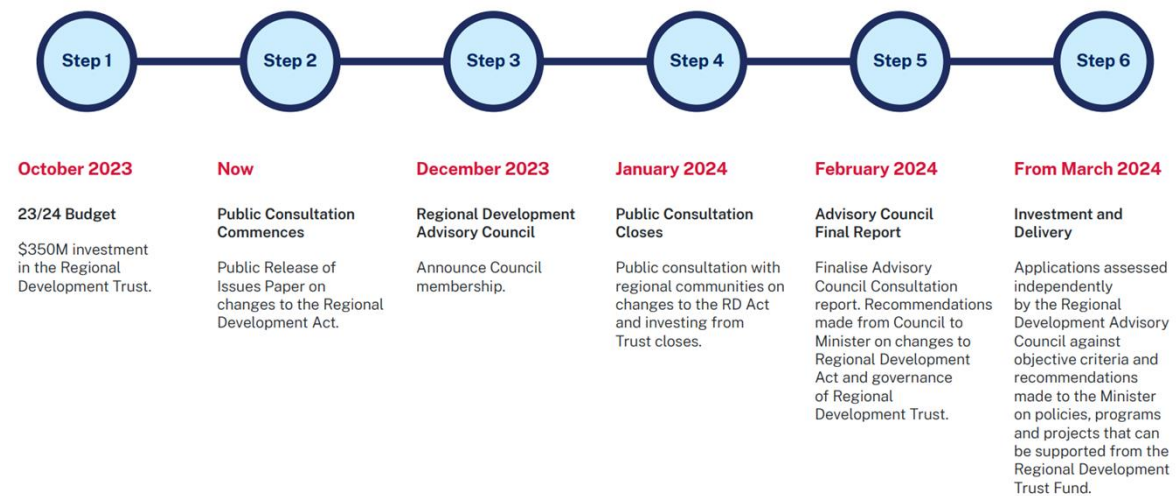 Step 1
Step 2
Step 3
Step 4
Step 5
Step 6
October 2023
23/24 Budget
$350M investment
in the Regional
Development Trust.
Now
Public Consultation
Commences
Public Release of
Issues Paper on
changes to the Regional
Development Act.
December 2023
Regional Development
Advisory Council
Announce Council
membership.
January 2024
Public Consultation
Closes
Public consultation with
regional communities on
changes to the RD Act
and investing from
Trust closes.
February 2024
Advisory Council
Final Report
Finalise Advisory
Council Consultation
report. Recommendations
made from Council to
Minister on changes to
Regional Development
Act and governance
of Regional
Development Trust.
From March 2024
Investment and
Delivery
Applications assessed
independently
by the Regional
Development Advisory
Council against
objective criteria and
recommendations
made to the Minister
on policies, programs
and projects that can
be supported from the
Regional Development
Trust Fund.